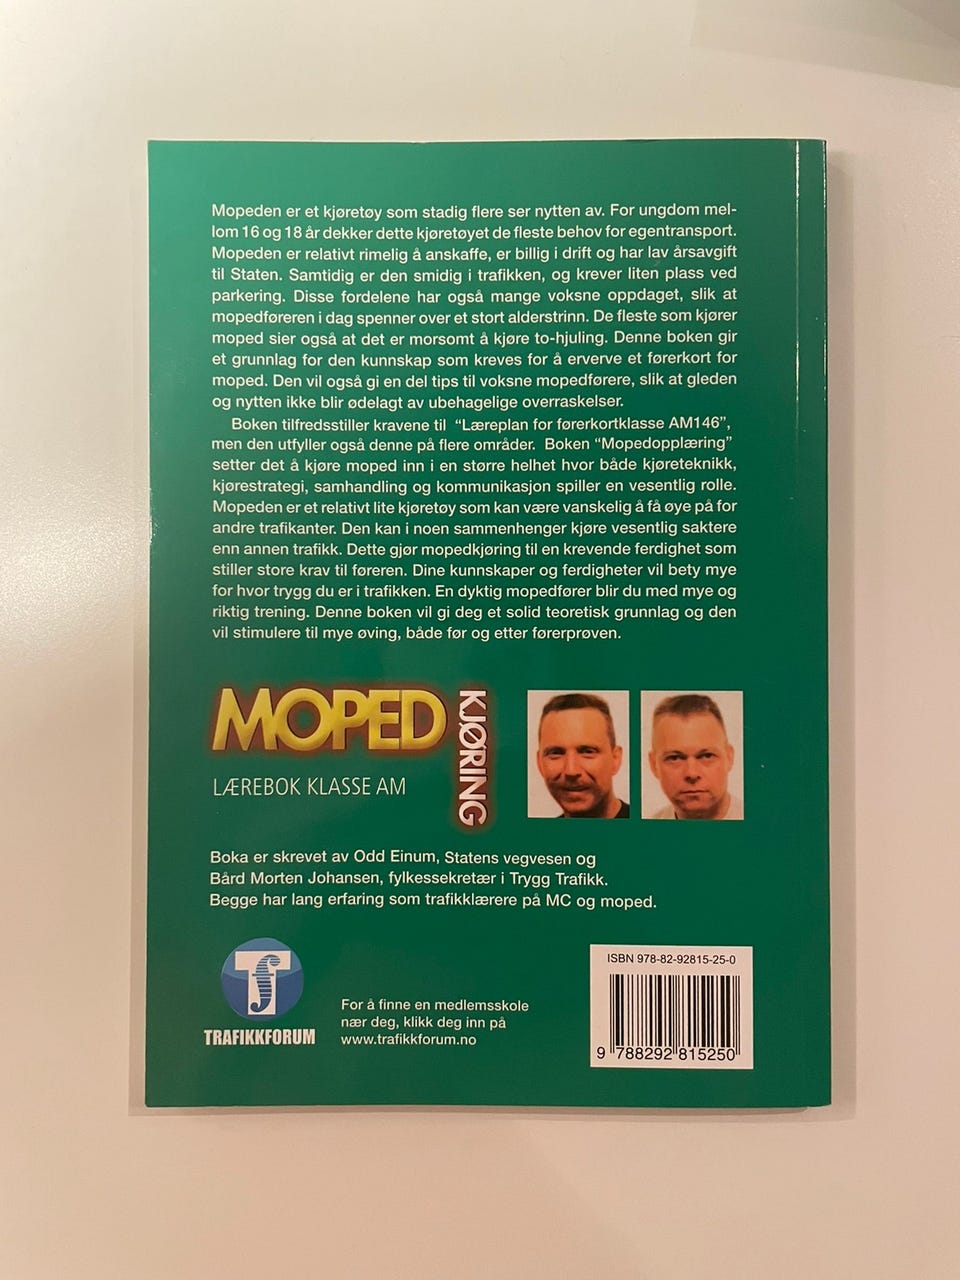 Mopeden er et kjøretøy som stadig flere ser nytten av. For ungdom mel-
lom 16 og 18 år dekker dette kjøretøyet de fleste behov for egentransport.
Mopeden er relativt rimelig å anskaffe, er billig i drift og har lav årsavgift
til Staten. Samtidig er den smidig i trafikken, og krever liten plass ved
parkering. Disse fordelene har også mange voksne oppdaget, slik at
mopedføreren i dag spenner over et stort alderstrinn. De fleste som kjører
moped sier også at det er morsomt å kjøre to-hjuling. Denne boken gir
et grunnlag for den kunnskap som kreves for å erverve et førerkort for
moped. Den vil også gi en del tips til voksne mopedførere, slik at gleden
og nytten ikke blir ødelagt av ubehagelige overraskelser.
Boken tilfredsstiller kravene til “Læreplan for førerkortklasse AM146”,
men den utfyller også denne på flere områder. Boken “Mopedopplæring”
setter det å kjøre moped inn i en større helhet hvor både kjøreteknikk,
kjørestrategi, samhandling og kommunikasjon spiller en vesentlig rolle.
Mopeden er et relativt lite kjøretøy som kan være vanskelig å få øye på for
andre trafikanter. Den kan i noen sammenhenger kjøre vesentlig saktere
enn annen trafikk. Dette gjør mopedkjøring til en krevende ferdighet som
stiller store krav til føreren. Dine kunnskaper og ferdigheter vil bety mye
for hvor trygg du er i trafikken. En dyktig mopedfører blir du med mye og
riktig trening. Denne boken vil gi deg et solid teoretisk grunnlag og den
vil stimulere til mye øving, både før og etter førerprøven.
MOPED
KJØRING
LÆREBOK KLASSE AM
Boka er skrevet av Odd Einum, Statens vegvesen og
Bård Morten Johansen, fylkessekretær i Trygg Trafikk.
Begge har lang erfaring som trafikklærere på MC og moped.
Tf
TRAFIKKFORUM
For å finne en medlemsskole
nær deg, klikk deg inn på
www.trafikkforum.no
ISBN 978-82-92815-25-0
9 788292 815250